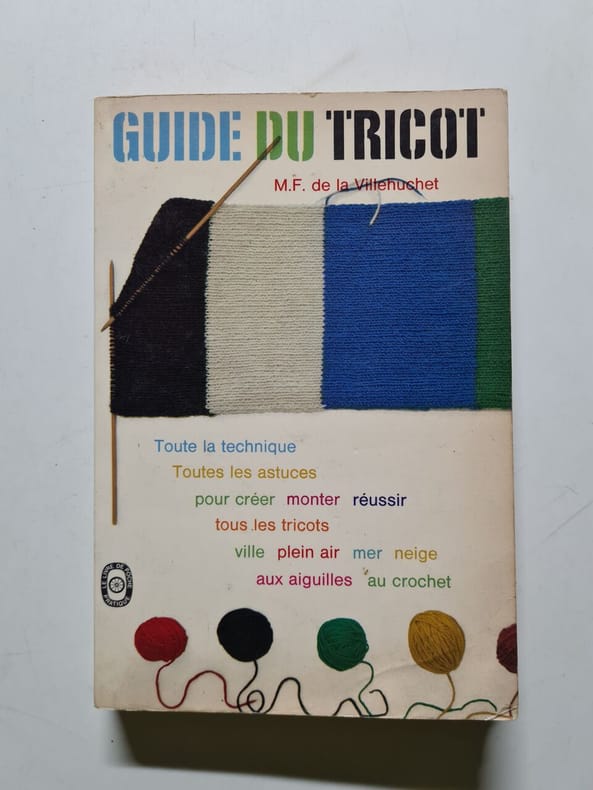 GUIDE DU TRICOT
M.F. de la Villehuchet
Toute la technique
Toutes les astuces
pour créer monter réussir
tous les tricots
ville plein air mer neige
aux aiguilles au crochet
LE LIVRE DE POCHE
PRATIQUE